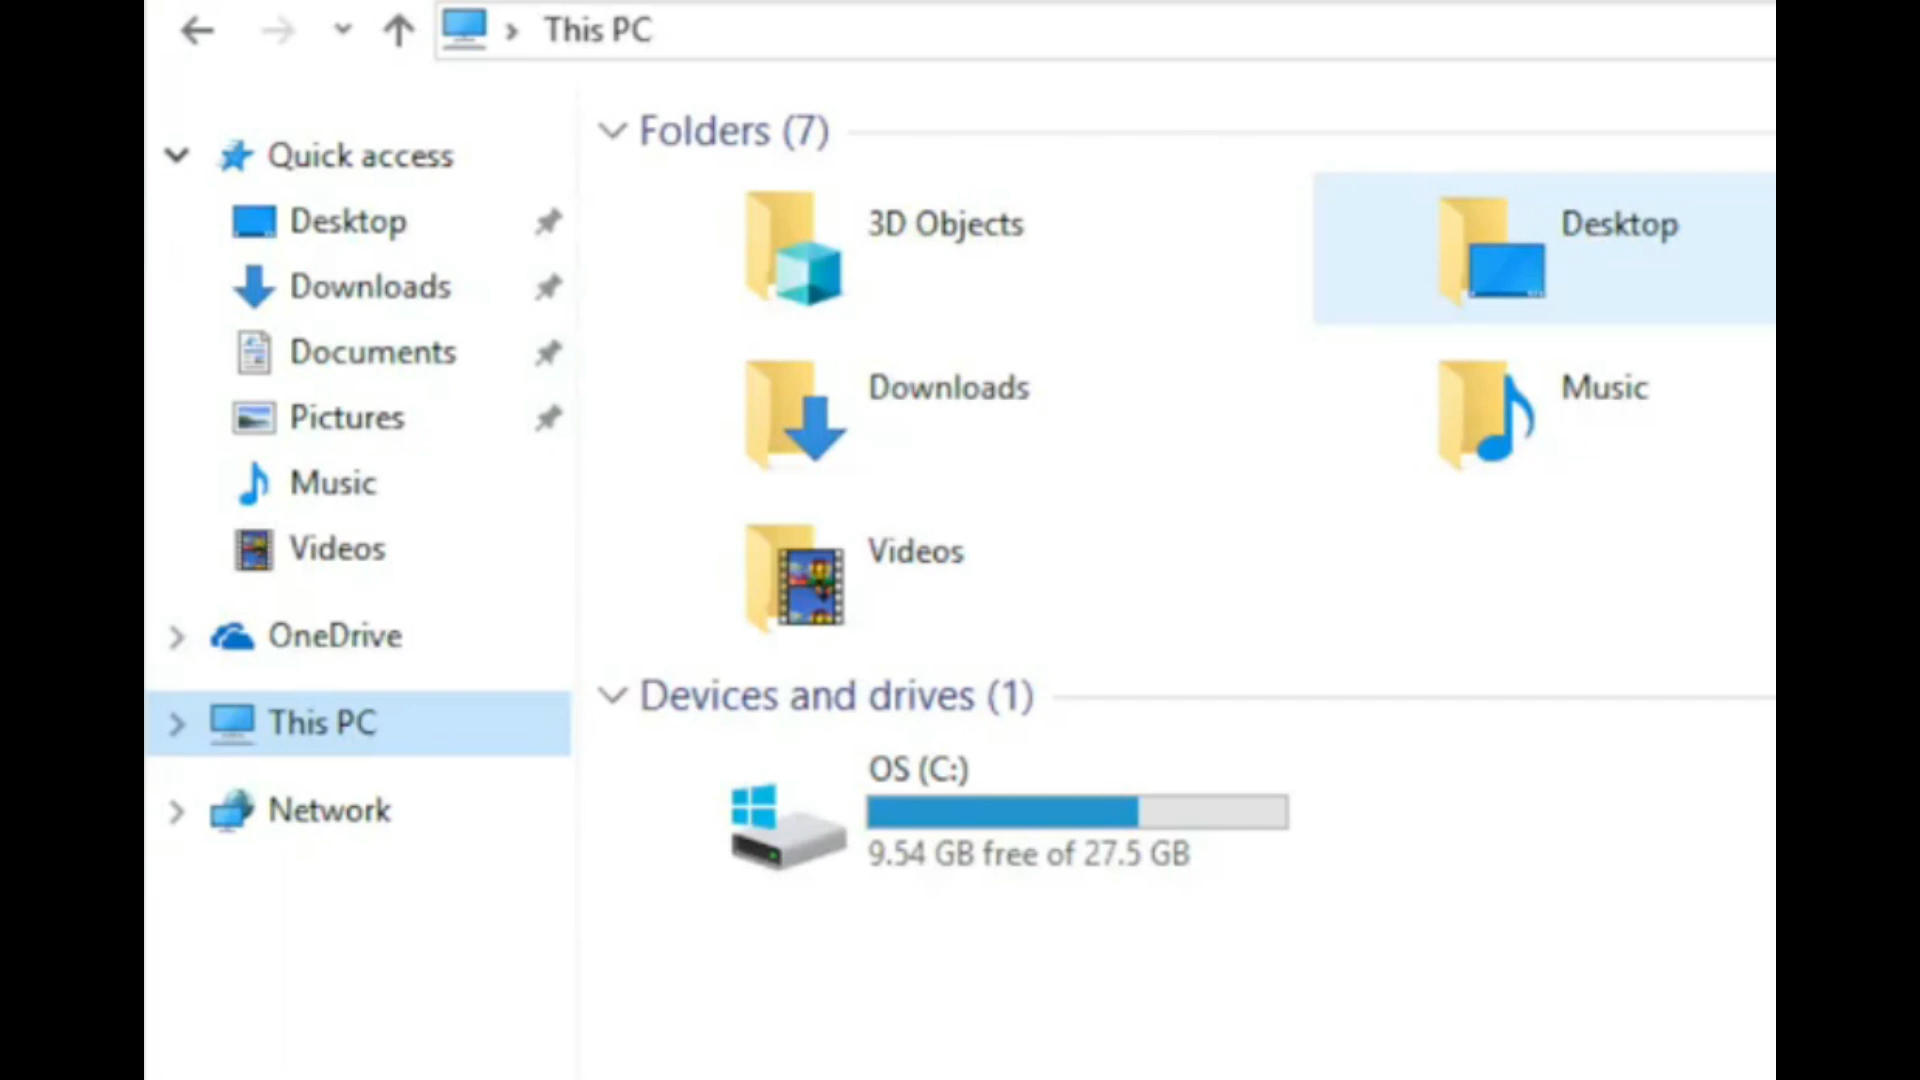 This PC
Quick access
Desktop
Downloads
Documents
Pictures
Music
Videos
OneDrive
This PC
Network
Folders (7)
3D Objects
Desktop
Downloads
Music
Videos
Devices and drives (1)
OS (C:)
9.54 GB free of 27.5 GB